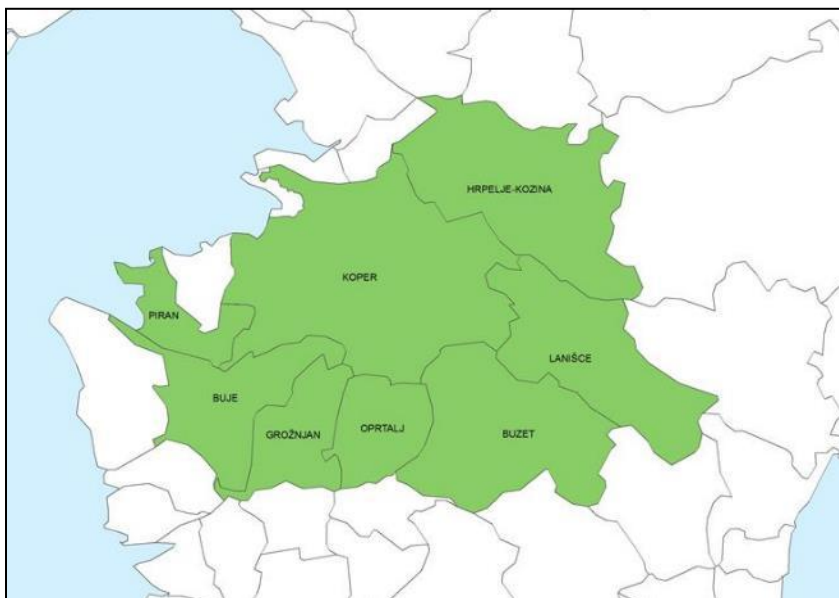 HRPELJE-KOZINA
KOPER
PIRAN
LANIŠCE
BUJE
GROŽNJAN
OPRTALJ
BUZET